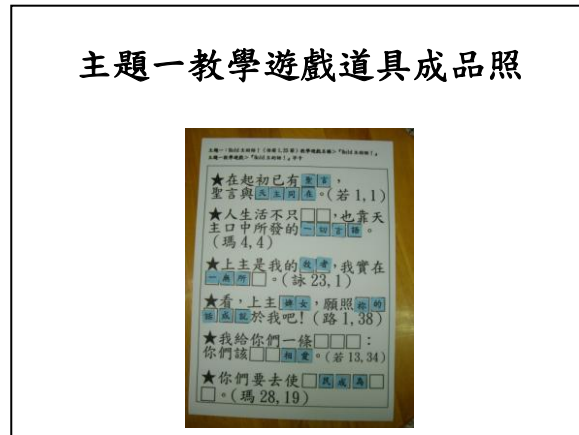 主題一教學遊戲道具成品照
★在起初已有聖言,
聖言與天主同在。(若1,1)
★人生活不只□□,也靠天
主口中所發的一切言語。
(瑪4,4)
★上主是我的牧者,我實在
一無所□。(詠23,1)
★看,上主婢女,願照祢的
話成就於我吧!(路1,38)
★我給你們一條□□□:
你們該□□相愛。(若13,34)
★你們要去使□民成為□
□。(瑪28,19)